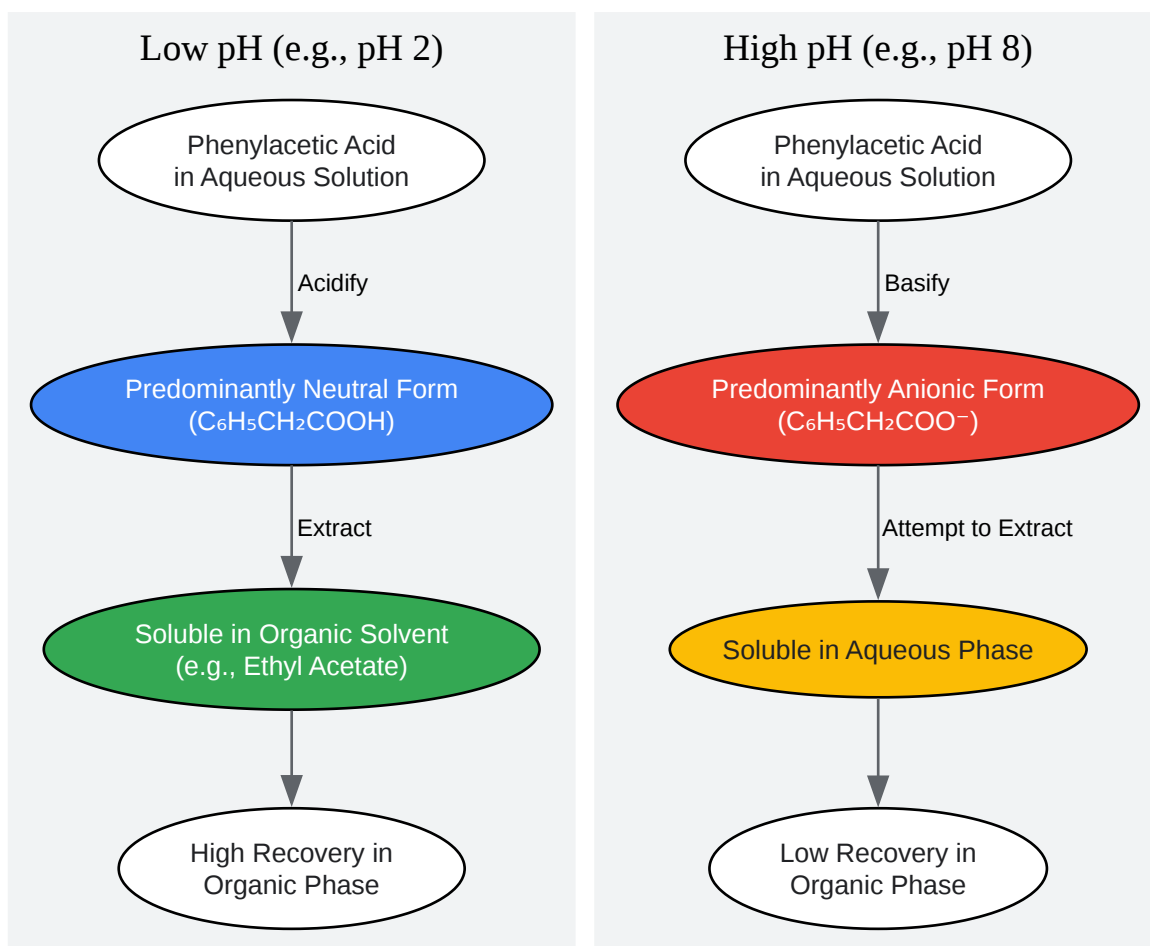 Low pH (e.g., pH 2)
Phenylacetic Acid
in Aqueous Solution
Acidify
Predominantly Neutral Form
(C₆H₅CH₂COOH)
Extract
Soluble in Organic Solvent
(e.g., Ethyl Acetate)
High Recovery in
Organic Phase
High pH (e.g., pH 8)
Phenylacetic Acid
in Aqueous Solution
Basify
Predominantly Anionic Form
(C₆H₅CH₂COO⁻)
Attempt to Extract
Soluble in Aqueous Phase
Low Recovery in
Organic Phase